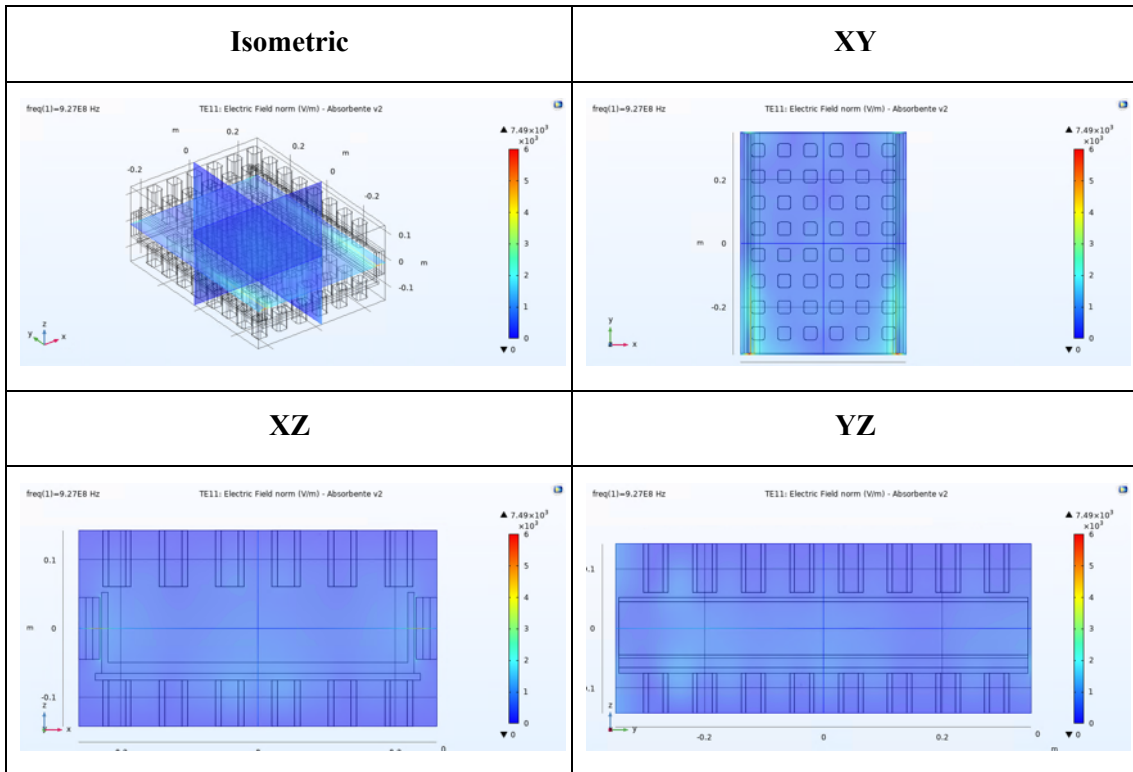 Isometric
XY
freq(1)=9.27E8 Hz
TE11: Electric Field norm (V/m) - Absorbente v2
m
0.2
0
m
-0.2
0.2
0
-0.2
0.1
0
m
-0.1
z
y
x
▲ 7.49×10³
×10³
6
5
4
3
2
1
0
▼ 0
freq(1)=9.27E8 Hz
TE11: Electric Field norm (V/m) - Absorbente v2
0.2
m
0
-0.2
y
z
x
▲ 7.49×10³
×10³
6
5
4
3
2
1
0
▼ 0
XZ
YZ
freq(1)=9.27E8 Hz
TE11: Electric Field norm (V/m) - Absorbente v2
0.1
m
0
-0.1
z
y
x
0
▲ 7.49×10³
×10³
6
5
4
3
2
1
0
▼ 0
freq(1)=9.27E8 Hz
TE11: Electric Field norm (V/m) - Absorbente v2
0.1
0
0.1
z
y
-0.2
0
0.2
0
m
▲ 7.49×10³
×10³
6
5
4
3
2
1
0
▼ 0